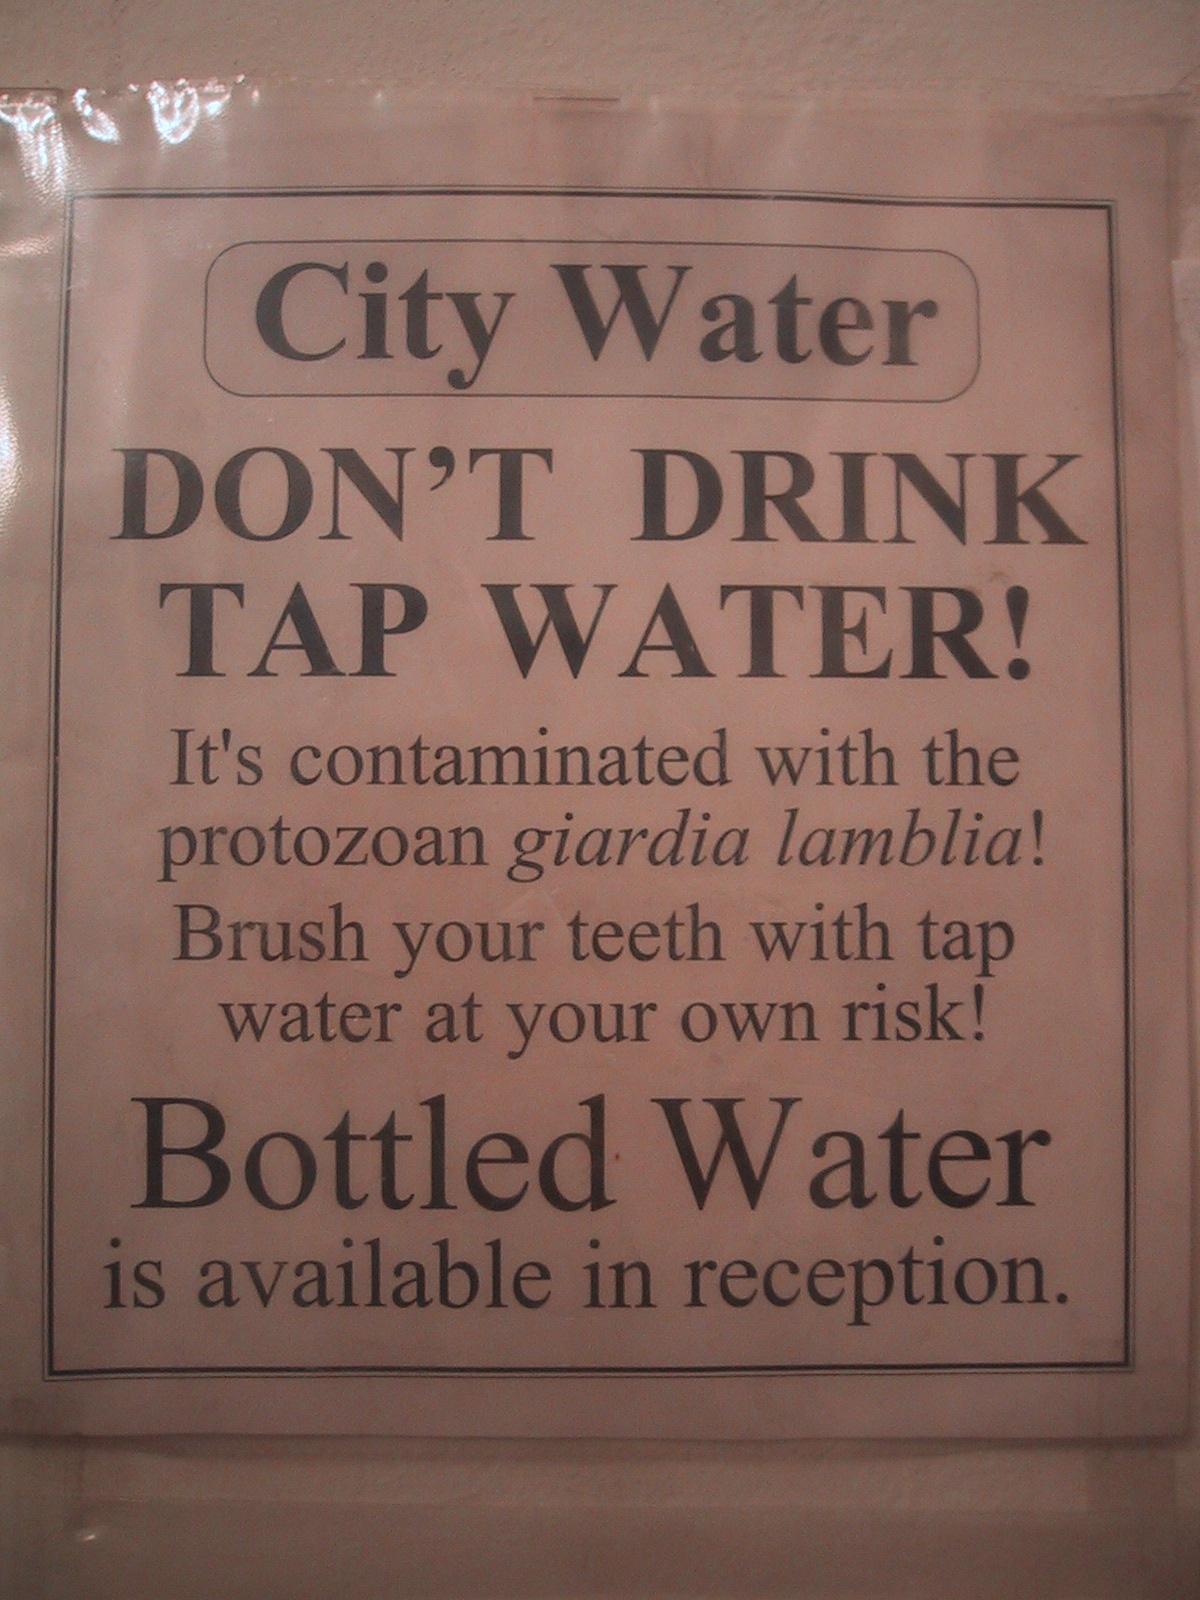 City Water
DON’T DRINK
TAP WATER!
It's contaminated with the
protozoan giardia lamblia!
Brush your teeth with tap
water at your own risk!
Bottled Water
is available in reception.